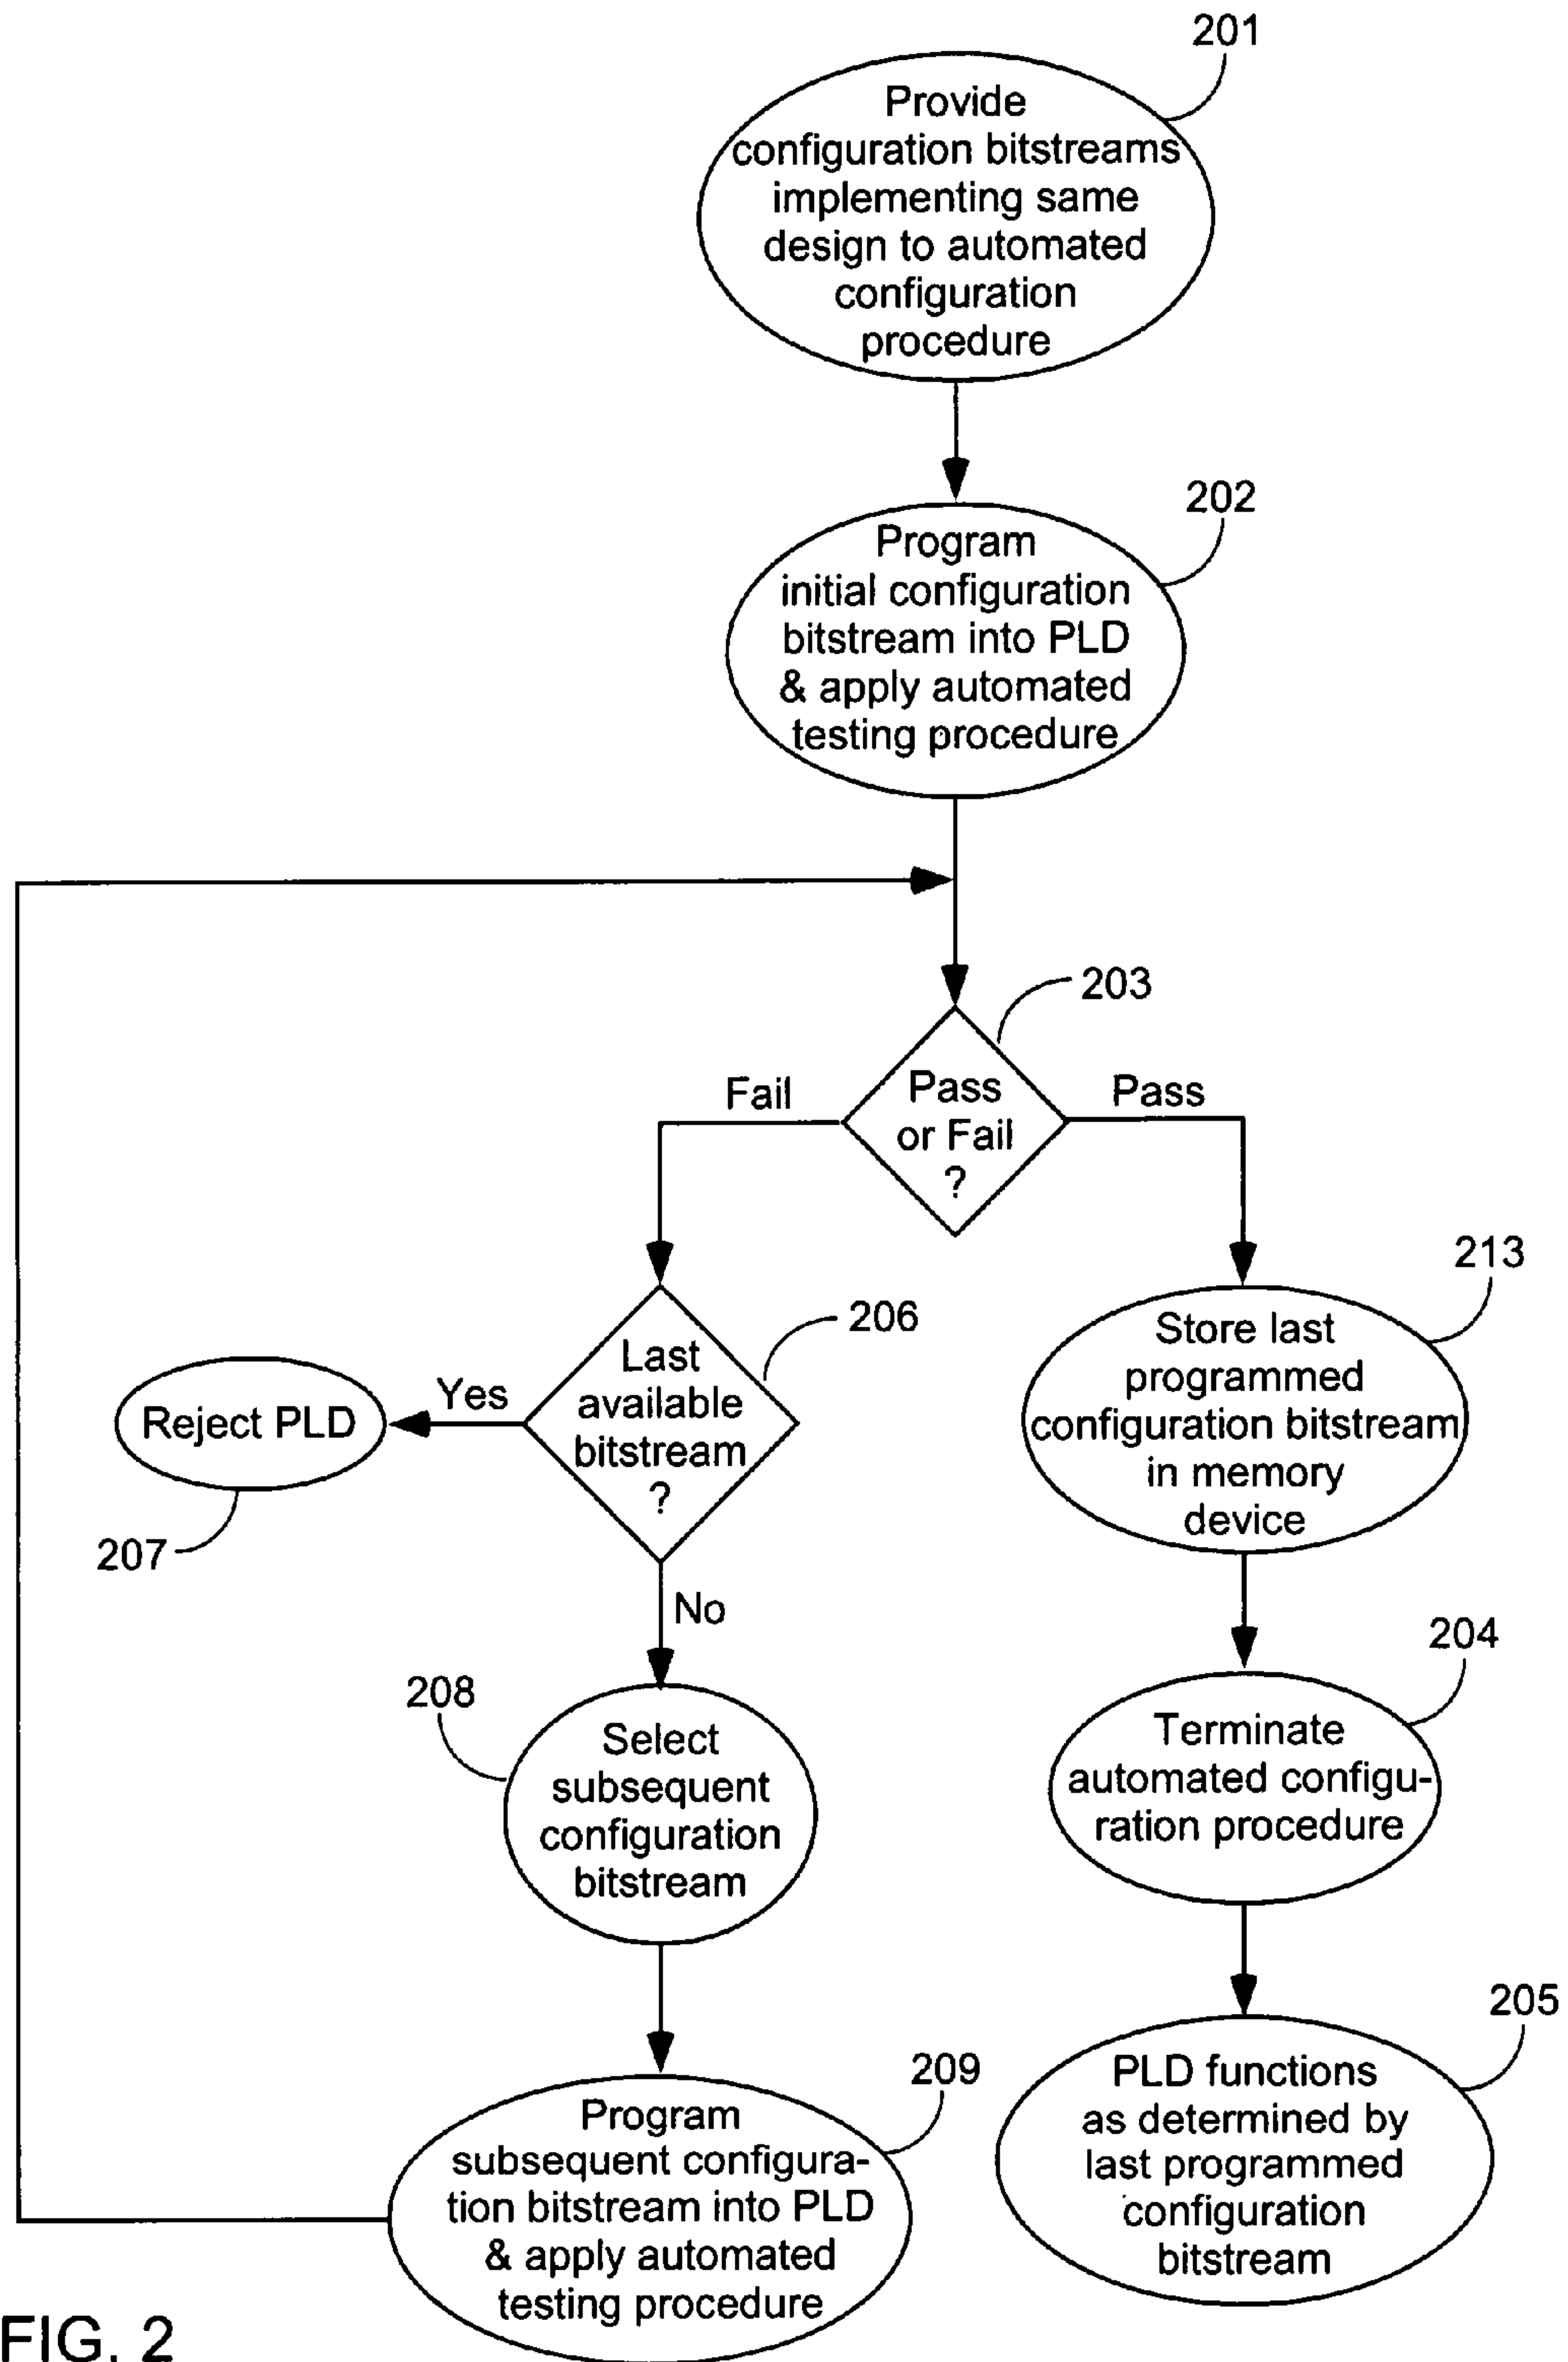 201
Provide
configuration bitstreams
implementing same
design to automated
configuration
procedure
202
Program
initial configuration
bitstream into PLD
& apply automated
testing procedure
203
Pass
or Fail
?
Fail
Pass
206
Last
available
bitstream
?
Yes
Reject PLD
207
No
213
Store last
programmed
configuration bitstream
in memory
device
208
Select
subsequent
configuration
bitstream
204
Terminate
automated configu-
ration procedure
209
Program
subsequent configura-
tion bitstream into PLD
& apply automated
testing procedure
205
PLD functions
as determined by
last programmed
configuration
bitstream
FIG. 2